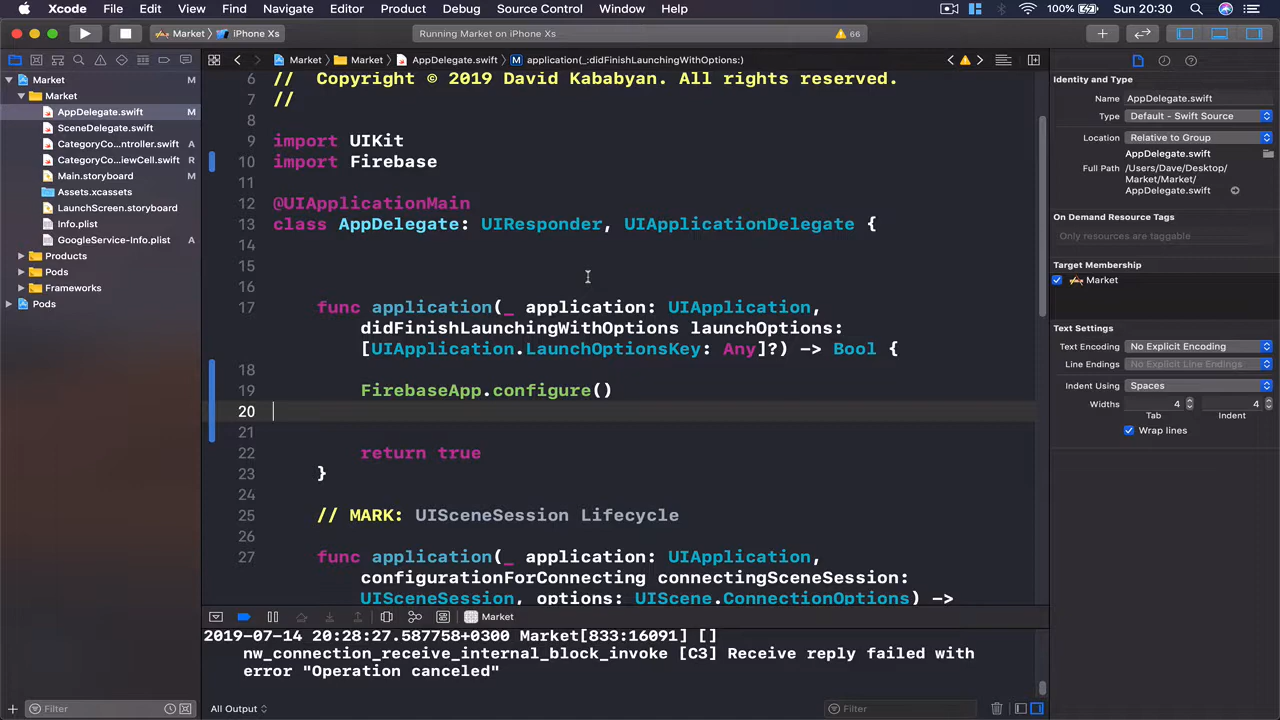 Xcode File Edit View Find Navigate Editor Product Debug Source Control Window Help 100% Sun 20:30
Market iPhone Xs Running Market on iPhone Xs 66
Market Market AppDelegate.swift M application(_:didFinishLaunchingWithOptions:)
Market
Market
AppDelegate.swift M
SceneDelegate.swift
CategoryCo...ntroller.swift M
CategoryCo...iewCell.swift R
Main.storyboard M
Assets.xcassets
LaunchScreen.storyboard
Info.plist
GoogleService-Info.plist A
Products
Pods
Frameworks
Pods
Filter
6 // Copyright © 2019 David Kababyan. All rights reserved.
7 //
8
9 import UIKit
10 import Firebase
11
12 @UIApplicationMain
13 class AppDelegate: UIResponder, UIApplicationDelegate {
14
15
16
17 func application(_ application: UIApplication,
didFinishLaunchingWithOptions launchOptions:
[UIApplication.LaunchOptionsKey: Any]?) -> Bool {
18
19 FirebaseApp.configure()
20
21
22 return true
23 }
24
25 // MARK: UISceneSession Lifecycle
26
27 func application(_ application: UIApplication,
configurationForConnecting connectingSceneSession:
UISceneSession, options: UIScene.ConnectionOptions) ->
Market
2019-07-14 20:28:27.587758+0300 Market[833:16091] []
nw_connection_receive_internal_block_invoke [C3] Receive reply failed with
error "Operation canceled"
All Output Filter
Identity and Type
Name AppDelegate.swift
Type Default - Swift Source
Location Relative to Group
AppDelegate.swift
Full Path /Users/Dave/Desktop/
Market/Market/
AppDelegate.swift
On Demand Resource Tags
Only resources are taggable
Target Membership
Market
Text Settings
Text Encoding No Explicit Encoding
Line Endings No Explicit Line Endings
Indent Using Spaces
Widths 4 4
Tab Indent
Wrap lines